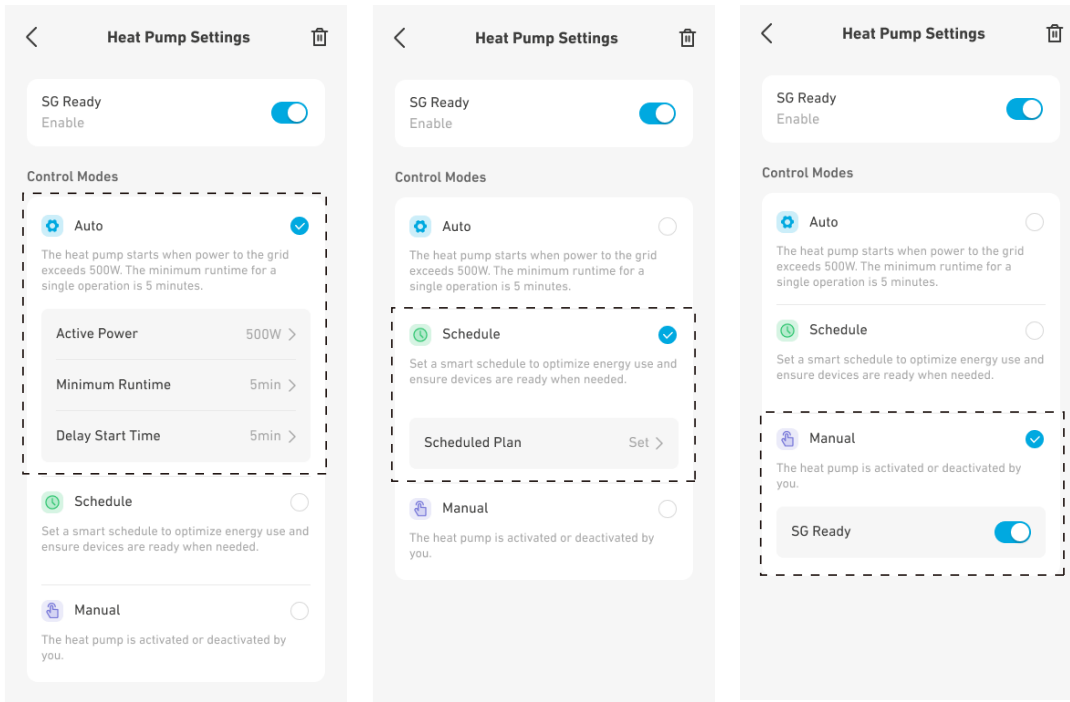 Heat Pump Settings
SG Ready
Enable
Control Modes
Auto
The heat pump starts when power to the grid
exceeds 500W. The minimum runtime for a
single operation is 5 minutes.
Active Power 500W
Minimum Runtime 5min
Delay Start Time 5min
Schedule
Set a smart schedule to optimize energy use and
ensure devices are ready when needed.
Manual
The heat pump is activated or deactivated by
you.
Heat Pump Settings
SG Ready
Enable
Control Modes
Auto
The heat pump starts when power to the grid
exceeds 500W. The minimum runtime for a
single operation is 5 minutes.
Schedule
Set a smart schedule to optimize energy use and
ensure devices are ready when needed.
Scheduled Plan Set
Manual
The heat pump is activated or deactivated by
you.
Heat Pump Settings
SG Ready
Enable
Control Modes
Auto
The heat pump starts when power to the grid
exceeds 500W. The minimum runtime for a
single operation is 5 minutes.
Schedule
Set a smart schedule to optimize energy use and
ensure devices are ready when needed.
Manual
The heat pump is activated or deactivated by
you.
SG Ready